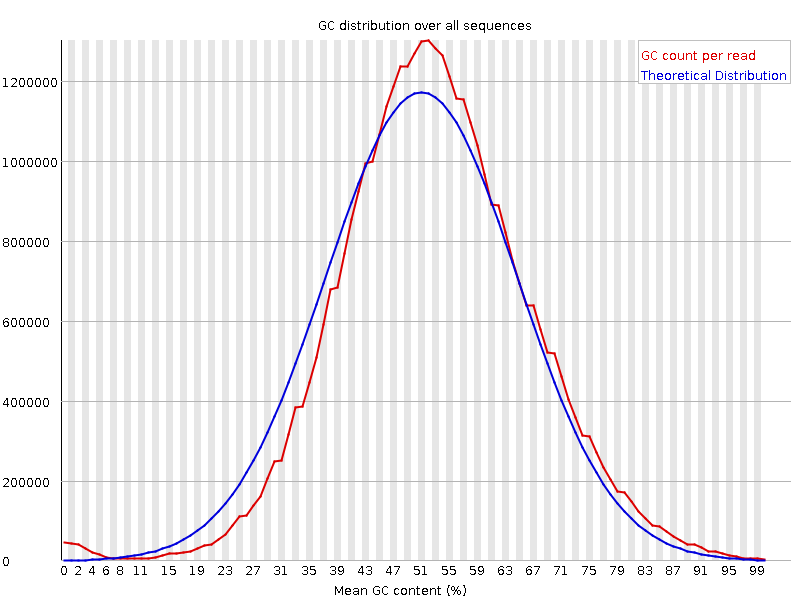 GC distribution over all sequences
GC count per read
Theoretical Distribution
1200000
1000000
800000
600000
400000
200000
0
0 2 4 6 8 11 15 19 23 27 31 35 39 43 47 51 55 59 63 67 71 75 79 83 87 91 95 99
Mean GC content (%)